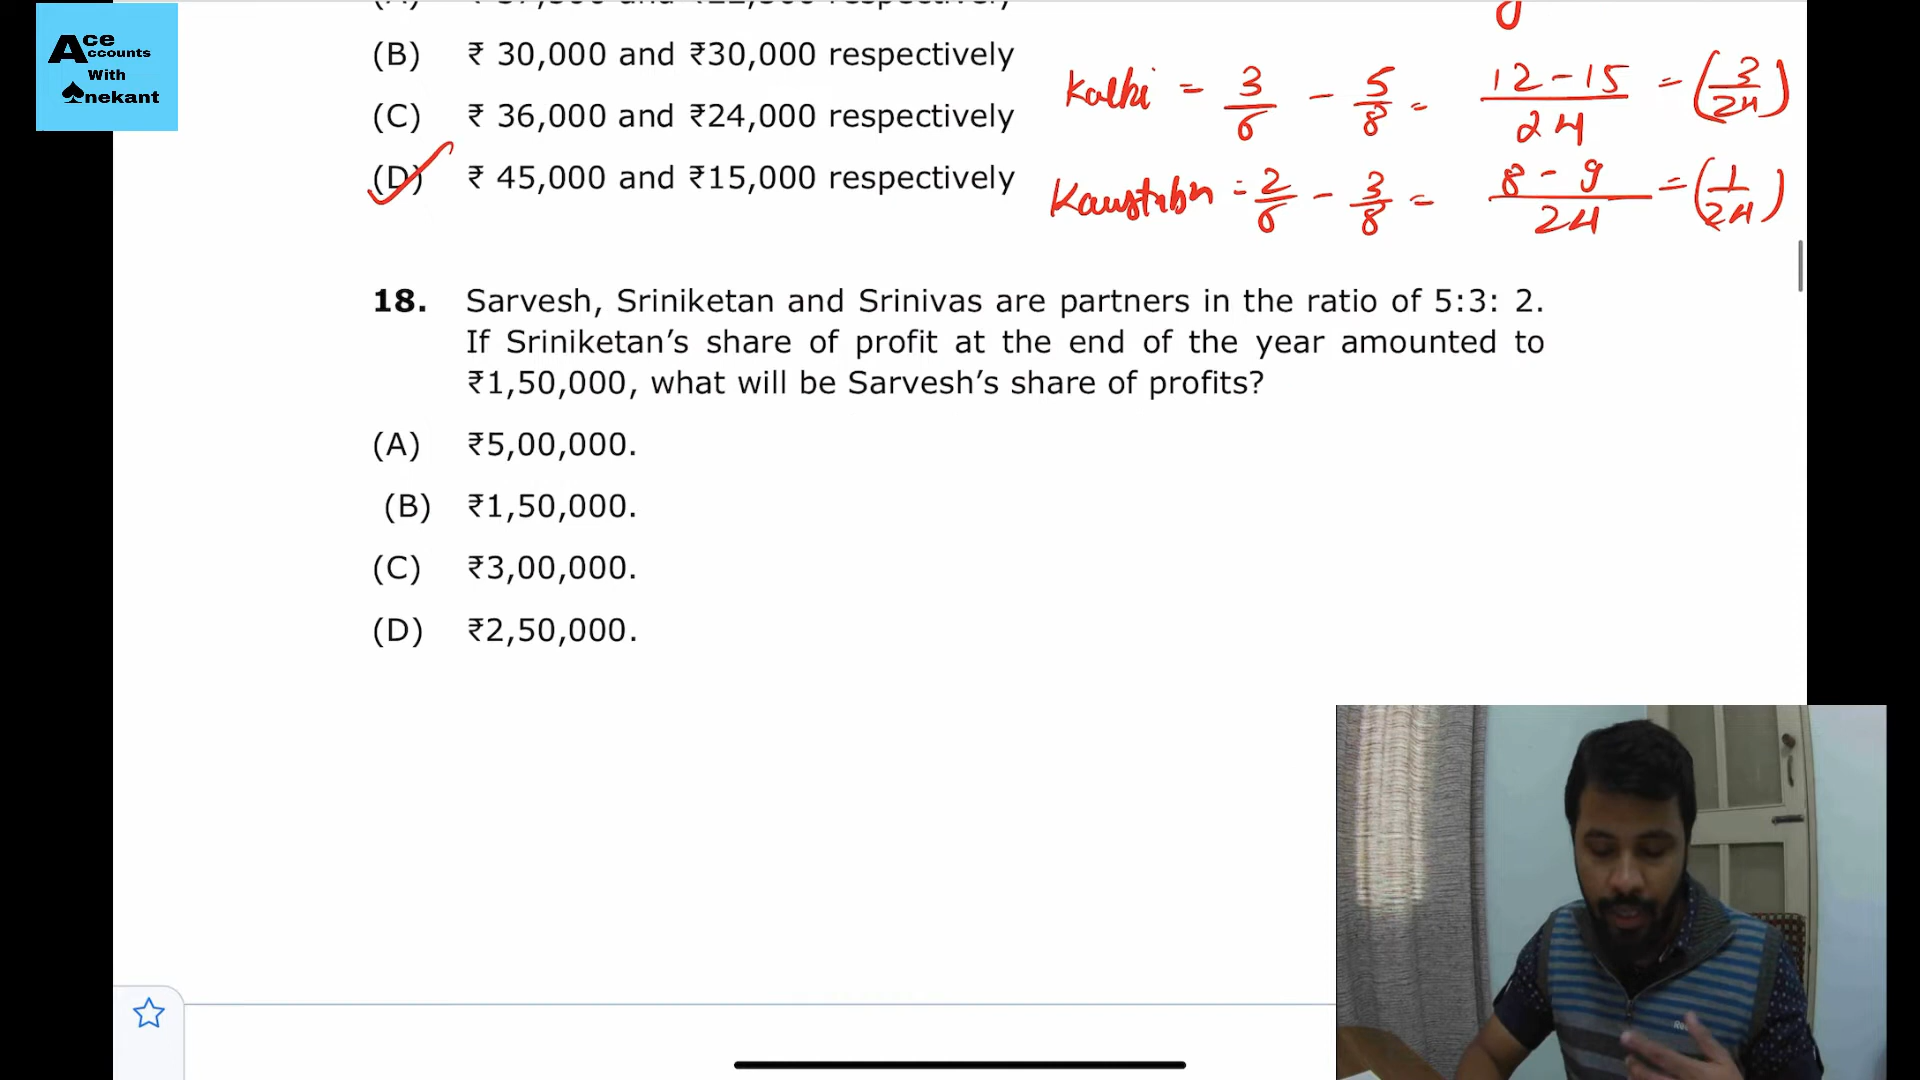 Ace
Accounts
With
Anekant
(B) ₹ 30,000 and ₹30,000 respectively
(C) ₹ 36,000 and ₹24,000 respectively
(D) ₹ 45,000 and ₹15,000 respectively
Kalki = 3/6 - 5/8 = 12 - 15/24 = (3/24)
Kaustubh = 2/6 - 3/8 = 8 - 9/24 = (1/24)
18. Sarvesh, Sriniketan and Srinivas are partners in the ratio of 5:3: 2.
If Sriniketan’s share of profit at the end of the year amounted to
₹1,50,000, what will be Sarvesh’s share of profits?
(A) ₹5,00,000.
(B) ₹1,50,000.
(C) ₹3,00,000.
(D) ₹2,50,000.